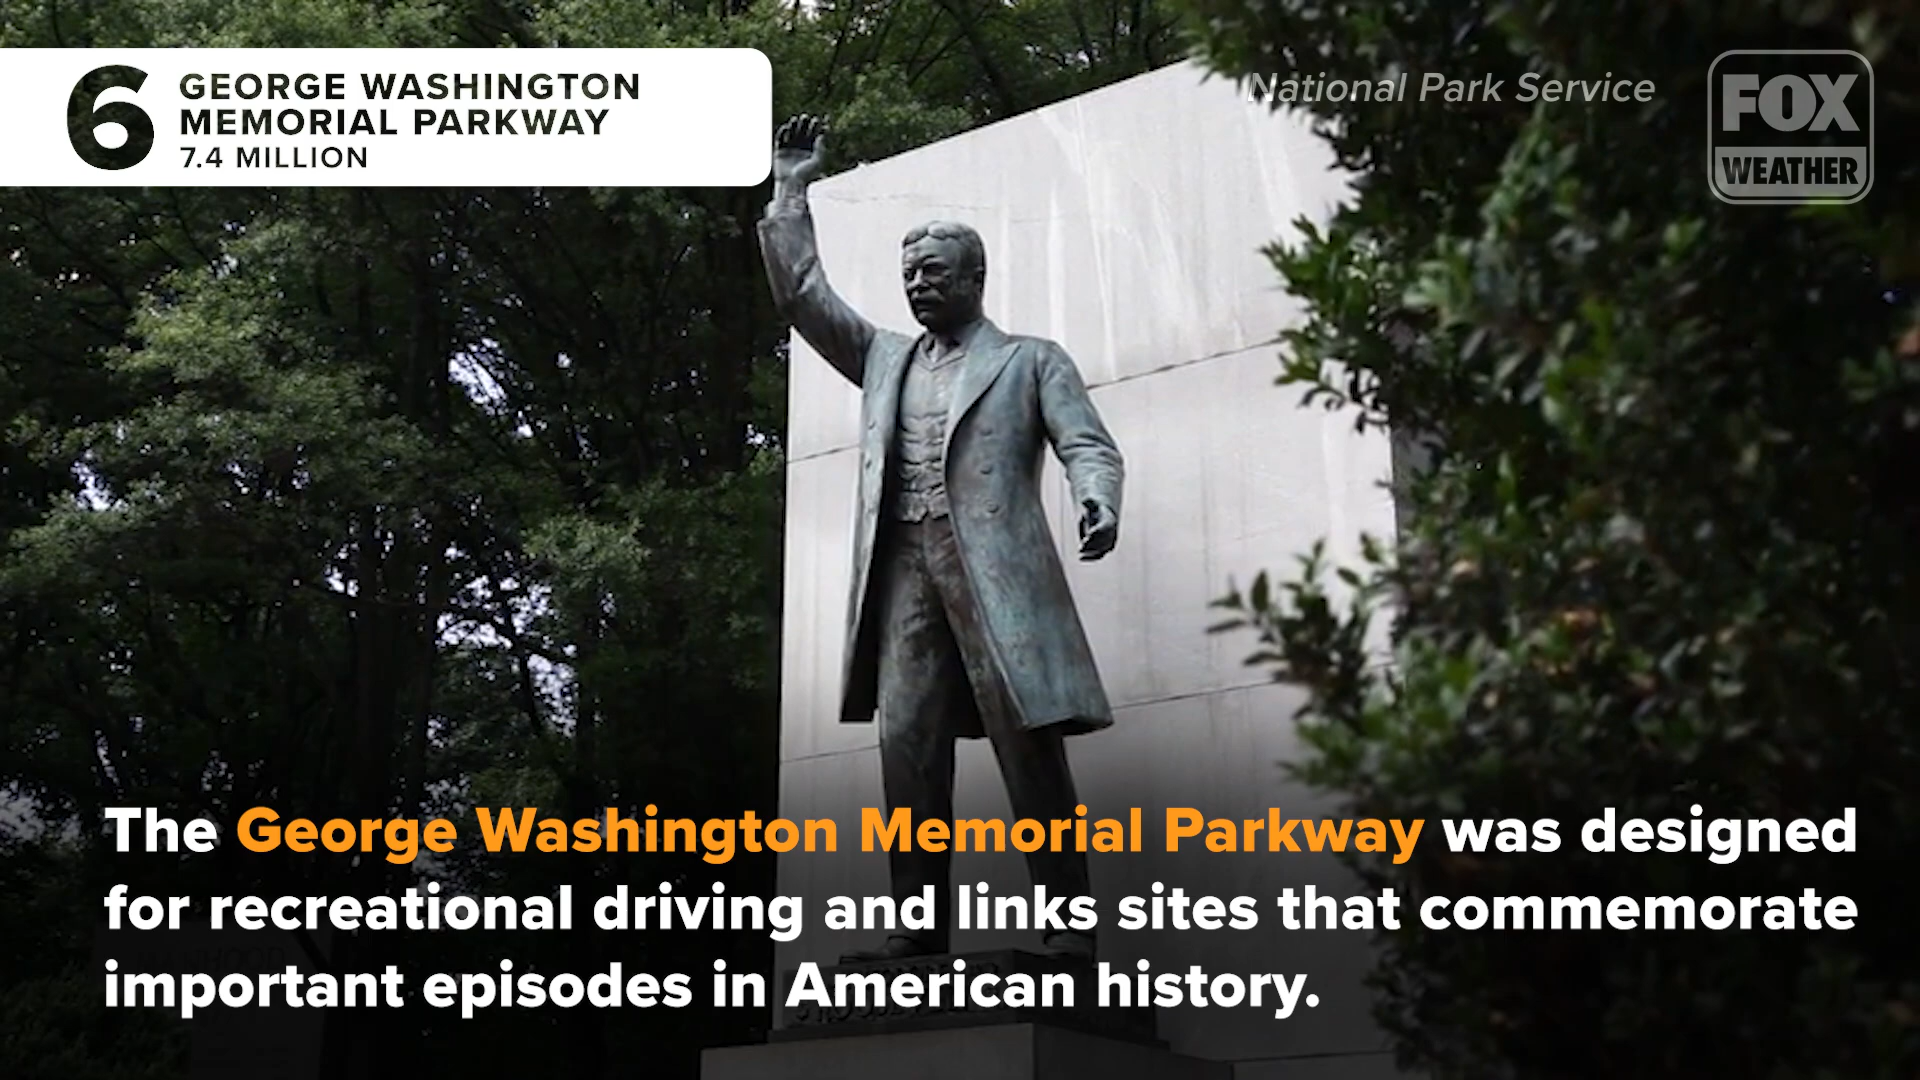 6
GEORGE WASHINGTON
MEMORIAL PARKWAY
7.4 MILLION
National Park Service
FOX
WEATHER
The George Washington Memorial Parkway was designed
for recreational driving and links sites that commemorate
important episodes in American history.